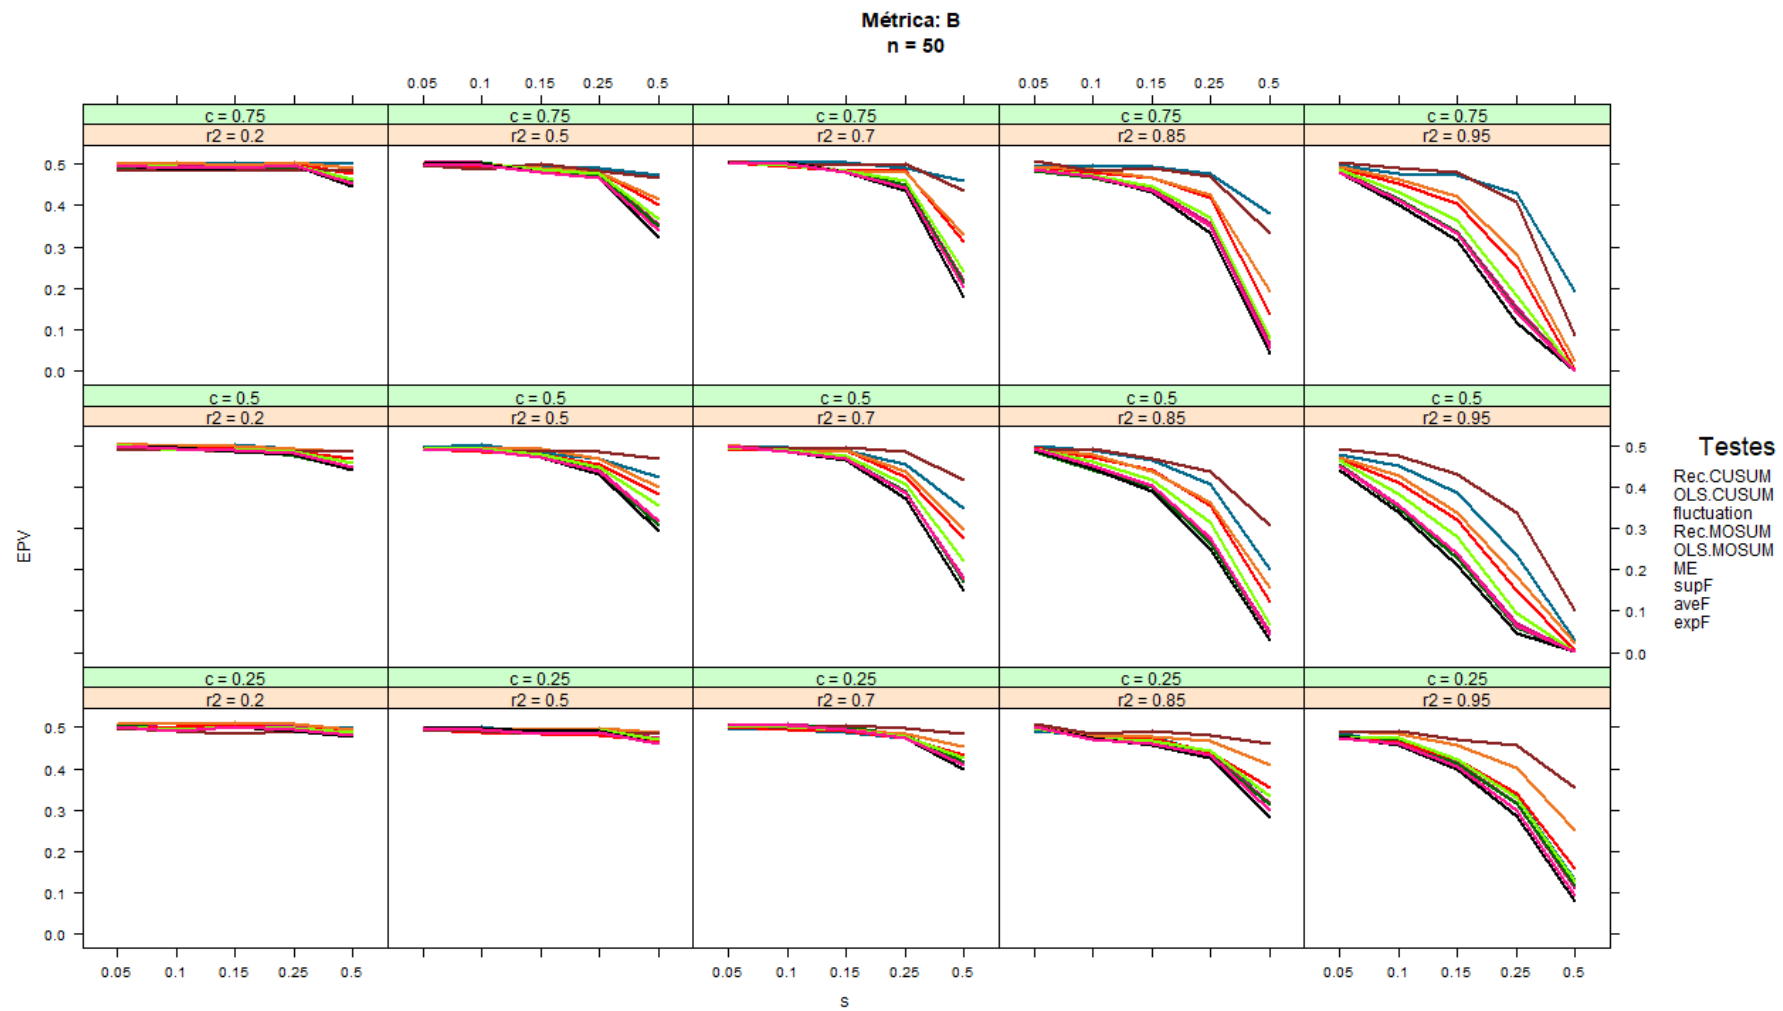 Métrica: B
n = 50
0.05 0.1 0.15 0.25 0.5 0.05 0.1 0.15 0.25 0.5
c = 0.75 c = 0.75 c = 0.75 c = 0.75 c = 0.75
r2 = 0.2 r2 = 0.5 r2 = 0.7 r2 = 0.85 r2 = 0.95
0.5
0.4
0.3
0.2
0.1
0.0
c = 0.5 c = 0.5 c = 0.5 c = 0.5 c = 0.5
r2 = 0.2 r2 = 0.5 r2 = 0.7 r2 = 0.85 r2 = 0.95
0.5
0.4
0.3
0.2
0.1
0.0
EPV
Testes
Rec.CUSUM
OLS.CUSUM
fluctuation
Rec.MOSUM
OLS.MOSUM
ME
supF
aveF
expF
c = 0.25 c = 0.25 c = 0.25 c = 0.25 c = 0.25
r2 = 0.2 r2 = 0.5 r2 = 0.7 r2 = 0.85 r2 = 0.95
0.5
0.4
0.3
0.2
0.1
0.0
0.05 0.1 0.15 0.25 0.5 0.05 0.1 0.15 0.25 0.5 0.05 0.1 0.15 0.25 0.5
s